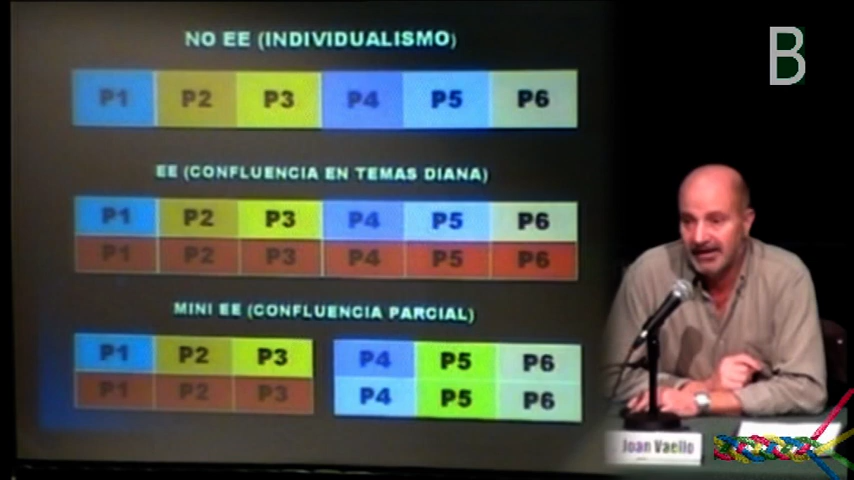 B
NO EE (INDIVIDUALISMO)
P1 P2 P3 P4 P5 P6
EE (CONFLUENCIA EN TEMAS DIANA)
P1 P2 P3 P4 P5 P6
P1 P2 P3 P4 P5 P6
MINI EE (CONFLUENCIA PARCIAL)
P1 P2 P3 P4 P5 P6
P1 P2 P3 P4 P5 P6
Joan Vaello